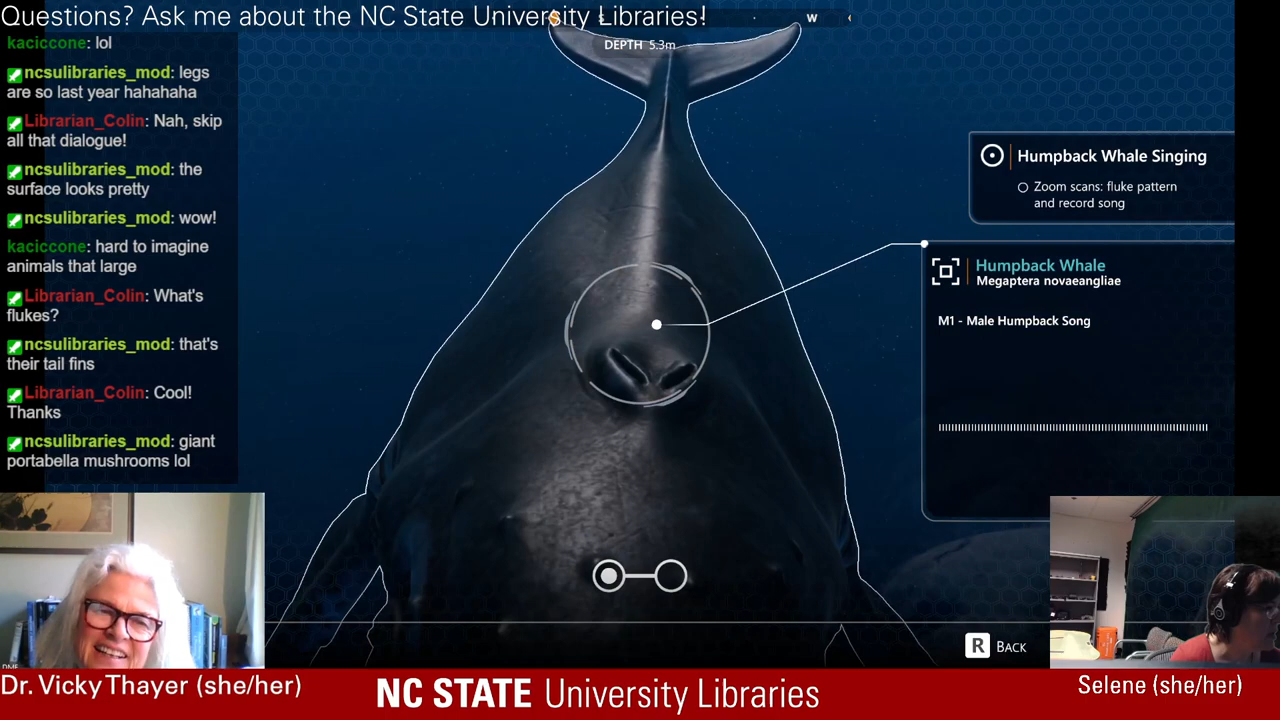 Questions? Ask me about the NC State University Libraries!
W
DEPTH 5.3m
kaciccone: lol
ncsulibraries_mod: legs
are so last year hahahaha
Librarian_Colin: Nah, skip
all that dialogue!
ncsulibraries_mod: the
surface looks pretty
ncsulibraries_mod: wow!
kaciccone: hard to imagine
animals that large
Librarian_Colin: What's
flukes?
ncsulibraries_mod: that's
their tail fins
Librarian_Colin: Cool!
Thanks
ncsulibraries_mod: giant
portabella mushrooms lol
Humpback Whale Singing
Zoom scans: fluke pattern
and record song
Humpback Whale
Megaptera novaeangliae
M1 - Male Humpback Song
R BACK
Dr. Vicky Thayer (she/her)
NC STATE University Libraries
Selene (she/her)